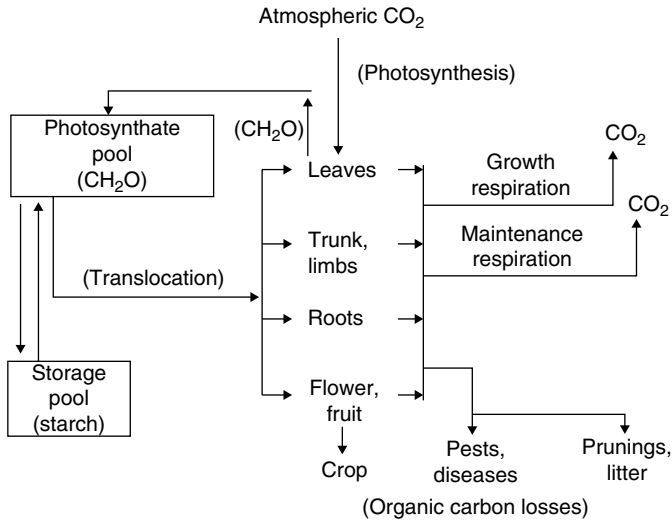 Atmospheric CO₂
(Photosynthesis)
(CH₂O)
Photosynthate
pool
(CH₂O)
Leaves
Growth
respiration
CO₂
CO₂
Trunk,
limbs
Maintenance
respiration
(Translocation)
Roots
Storage
pool
(starch)
Flower,
fruit
Crop
Pests,
diseases
Prunings,
litter
(Organic carbon losses)